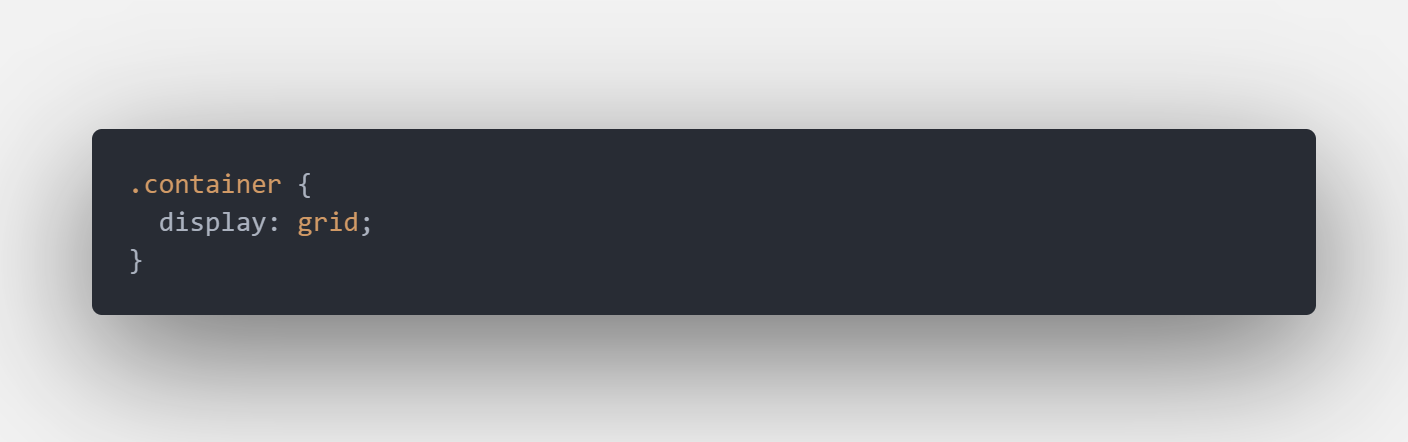 .container {
  display: grid;
}